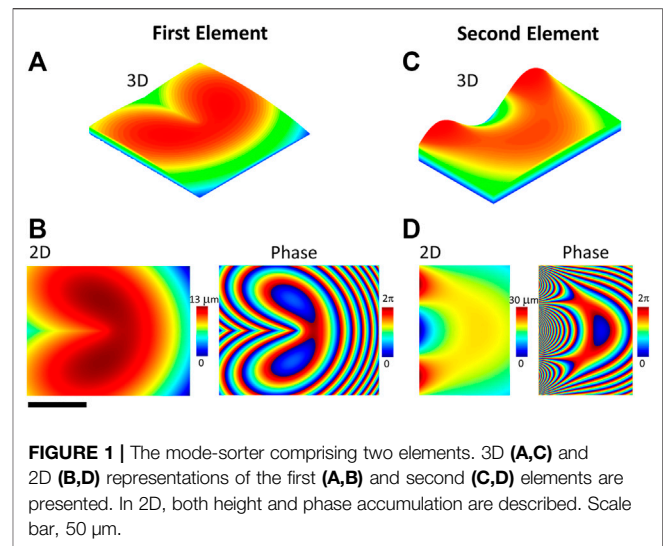 First Element
Second Element
A
3D
C
3D
B
2D
13 μm
0
Phase
2π
0
D
2D
30 μm
0
Phase
2π
0
FIGURE 1 | The mode-sorter comprising two elements. 3D (A,C) and
2D (B,D) representations of the first (A,B) and second (C,D) elements are
presented. In 2D, both height and phase accumulation are described. Scale
bar, 50 μm.